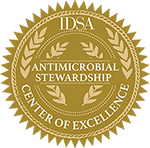 IDSA
ANTIMICROBIAL
STEWARDSHIP
CENTER OF EXCELLENCE